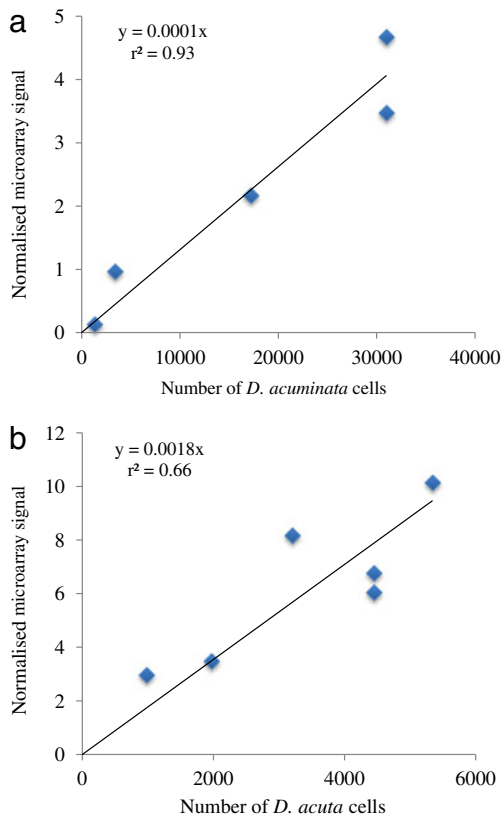 a
y = 0.0001x
r² = 0.93
5
4
3
2
1
0
Normalised microarray signal
0 10000 20000 30000 40000
Number of D. acuminata cells
b
y = 0.0018x
r² = 0.66
12
10
8
6
4
2
0
Normalised microarray signal
0 2000 4000 6000
Number of D. acuta cells